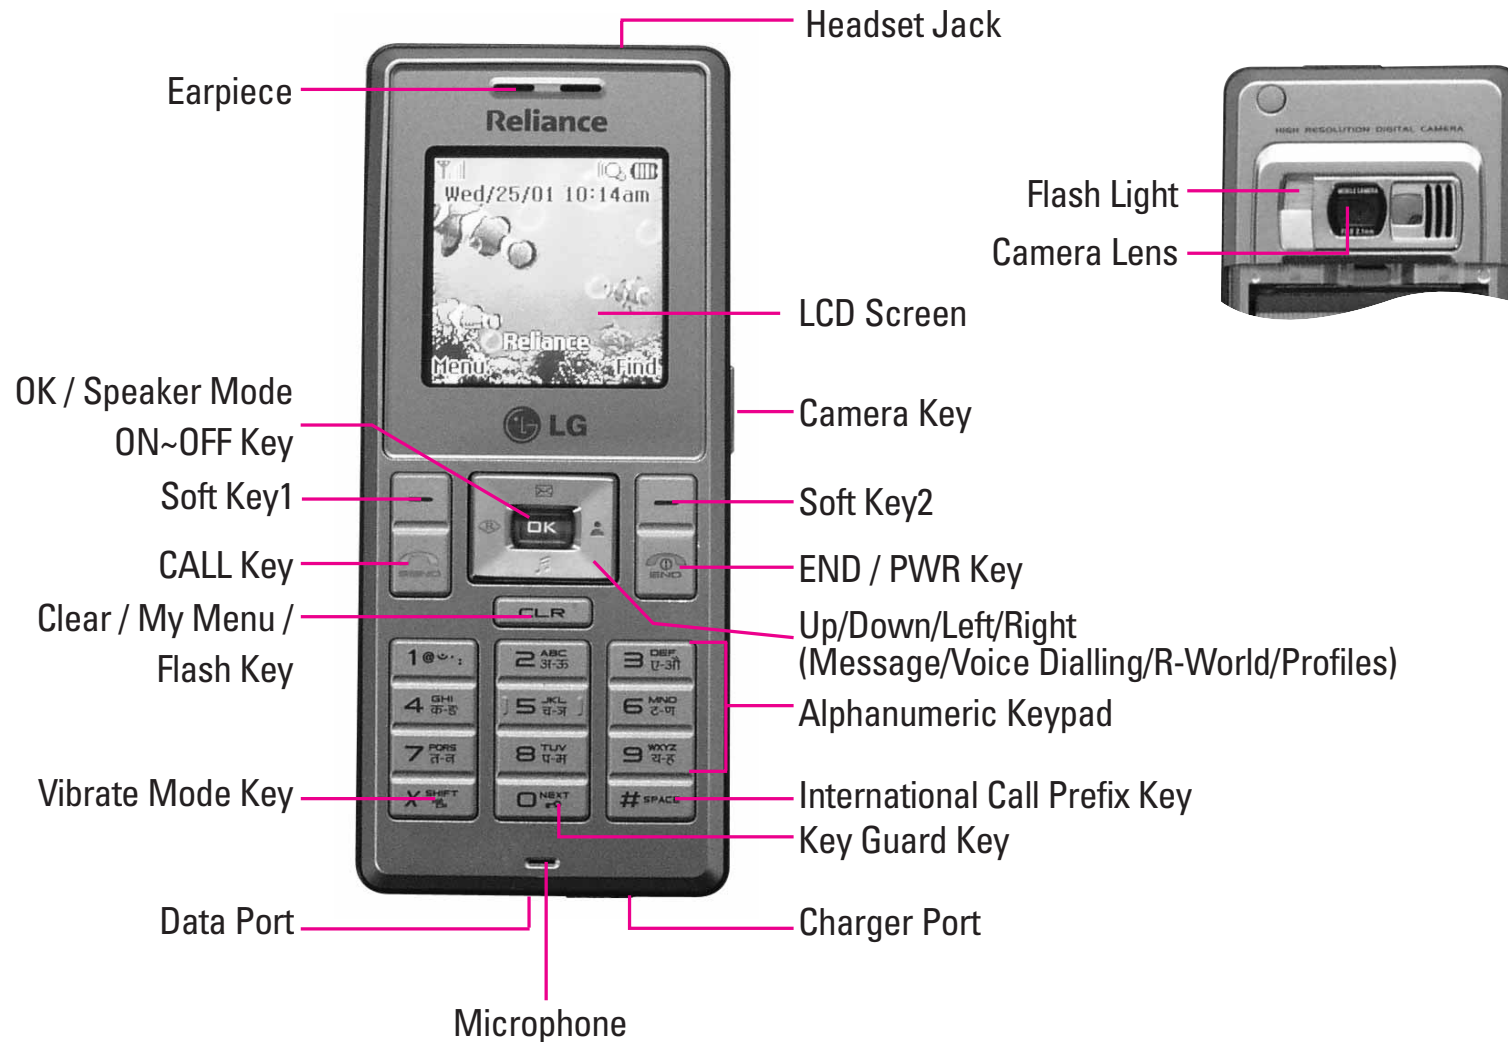 Headset Jack
Earpiece
Reliance
Wed/25/01 10:14am
Reliance
Menu
Find
LG
HIGH RESOLUTION DIGITAL CAMERA
MOBILE CAMERA
Flash Light
Camera Lens
LCD Screen
OK / Speaker Mode
ON~OFF Key
Camera Key
Soft Key1
OK
Soft Key2
CALL Key
SEND
END
END / PWR Key
Clear / My Menu /
Flash Key
CLR
Up/Down/Left/Right
(Message/Voice Dialling/R-World/Profiles)
1@
2 ABC अ-ऊ
3 DEF ए-औ
4 GHI क-ङ
5 JKL च-ञ
6 MNO ट-ण
7 PQRS त-न
8 TUV प-म
9 WXYZ य-ह
Alphanumeric Keypad
Vibrate Mode Key
SHIFT
0 NEXT
# SPACE
International Call Prefix Key
Key Guard Key
Data Port
Charger Port
Microphone